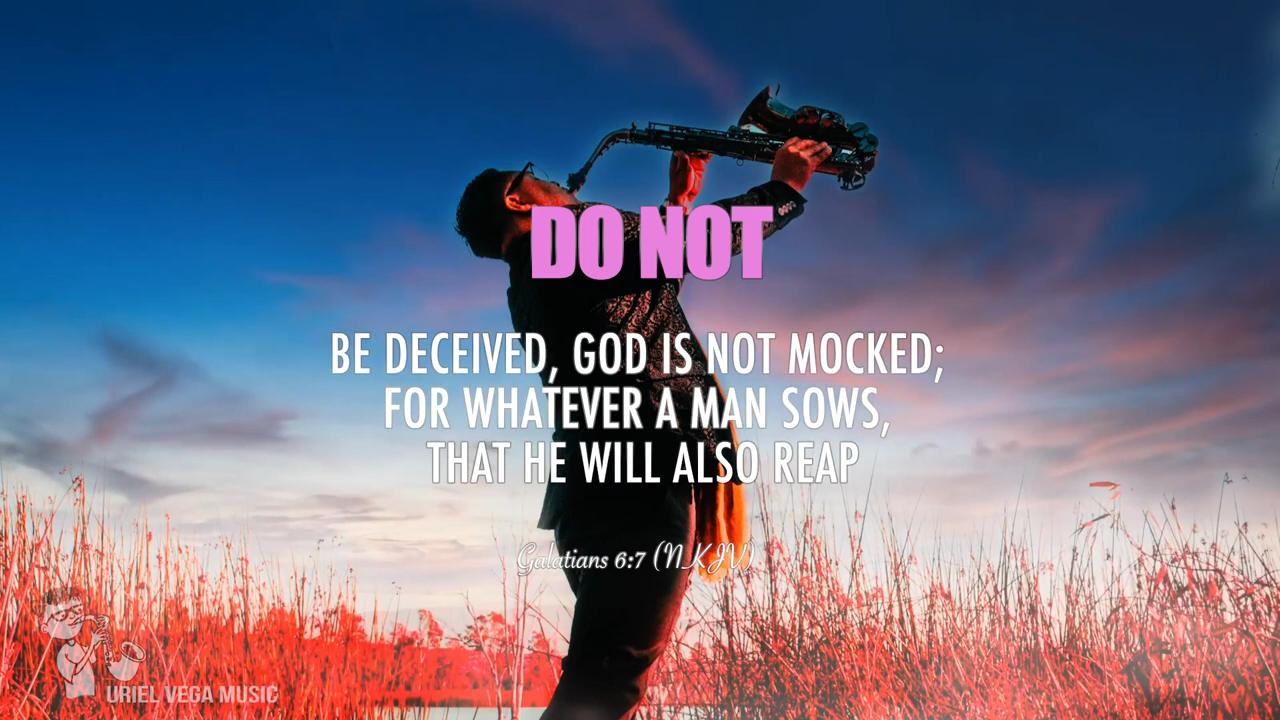 DO NOT
BE DECEIVED, GOD IS NOT MOCKED;
FOR WHATEVER A MAN SOWS,
THAT HE WILL ALSO REAP
Galatians 6:7 (NKJV)
URIEL VEGA MUSIC